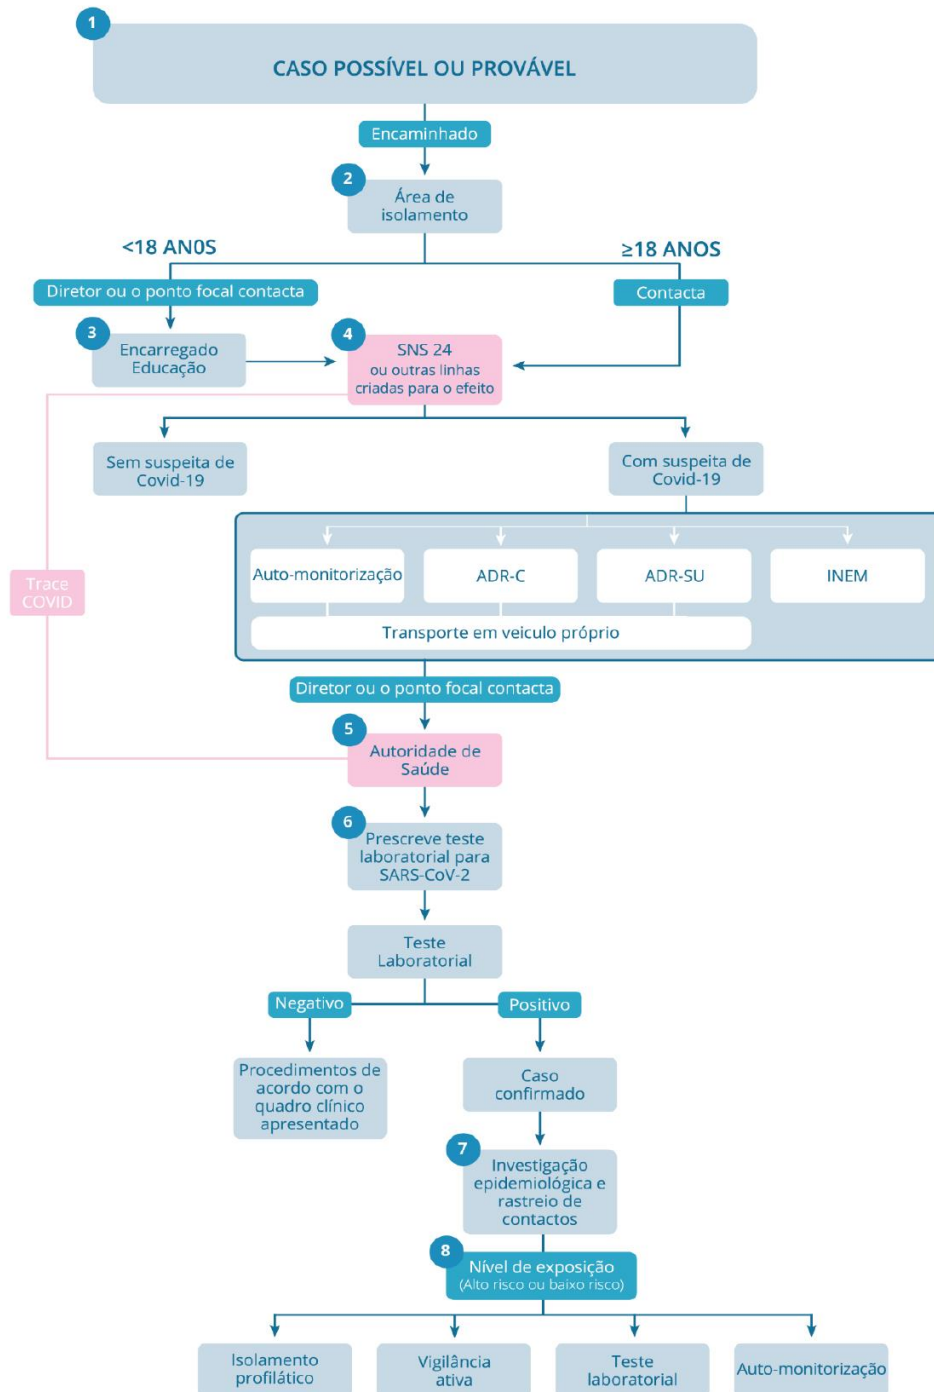 1
CASO POSSÍVEL OU PROVÁVEL
Encaminhado
2
Área de
isolamento
<18 AN0S
≥18 ANOS
Diretor ou o ponto focal contacta
Contacta
3
Encarregado
Educação
4
SNS 24
ou outras linhas
criadas para o efeito
Sem suspeita de
Covid-19
Com suspeita de
Covid-19
Auto-monitorização
ADR-C
ADR-SU
INEM
Transporte em veiculo próprio
Trace
COVID
Diretor ou o ponto focal contacta
5
Autoridade de
Saúde
6
Prescreve teste
laboratorial para
SARS-CoV-2
Teste
Laboratorial
Negativo
Positivo
Procedimentos de
acordo com o
quadro clínico
apresentado
Caso
confirmado
7
Investigação
epidemiológica e
rastreio de
contactos
8
Nível de exposição
(Alto risco ou baixo risco)
Isolamento
profilático
Vigilância
ativa
Teste
laboratorial
Auto-monitorização